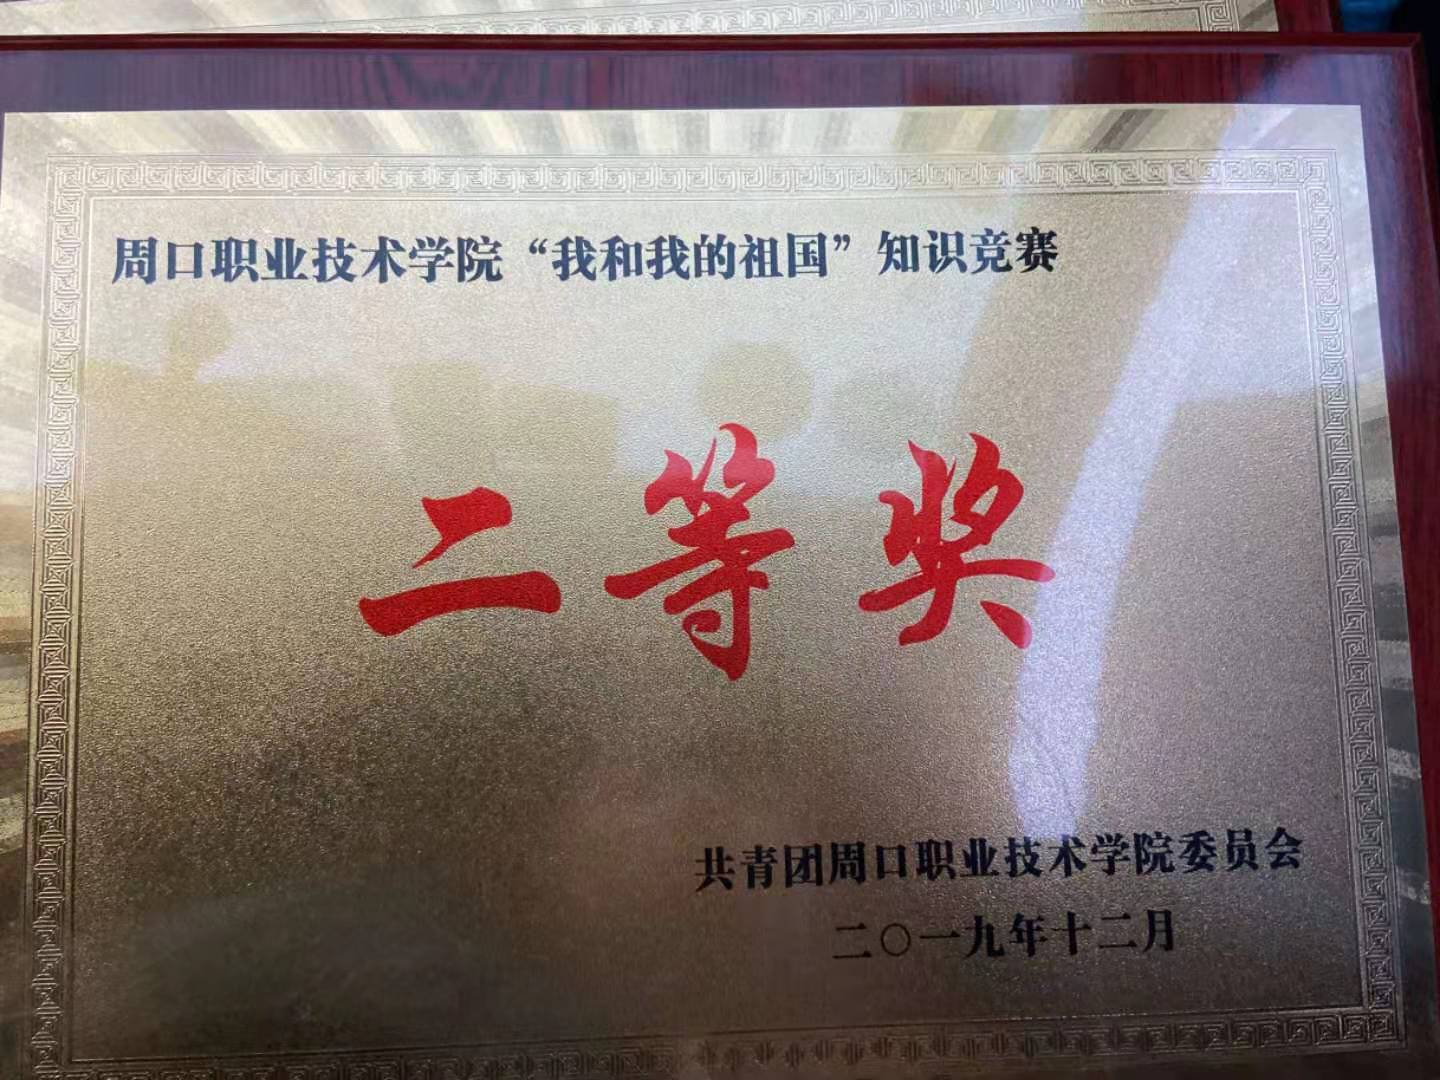 周口职业技术学院“我和我的祖国”知识竞赛
二等奖
共青团周口职业技术学院委员会
二〇一九年十二月